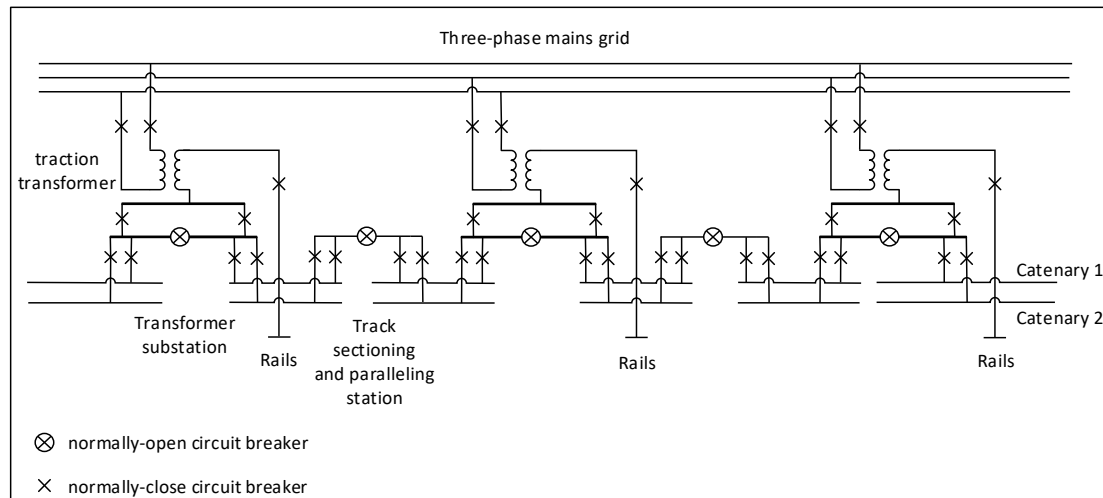 Three-phase mains grid
traction
transformer
Catenary 1
Catenary 2
Transformer
substation
Rails
Track
sectioning
and paralleling
station
Rails
Rails
normally-open circuit breaker
normally-close circuit breaker